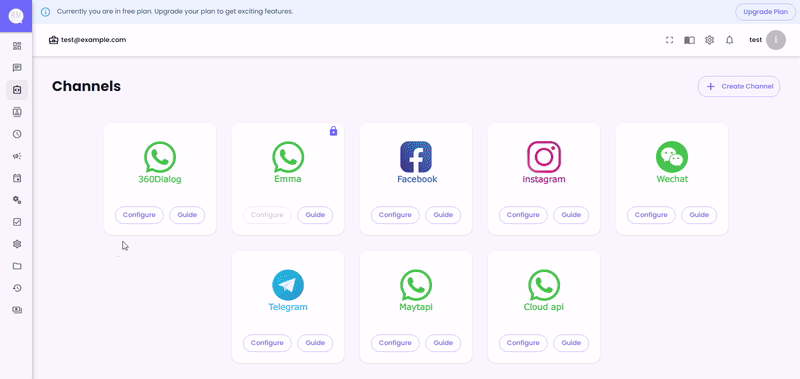 Currently you are in free plan. Upgrade your plan to get exciting features.
Upgrade Plan
test@example.com
test
i
Channels
Create Channel
360Dialog
Configure
Guide
Emma
Configure
Guide
Facebook
Configure
Guide
instagram
Configure
Guide
Wechat
Configure
Guide
Telegram
Configure
Guide
Maytapi
Configure
Guide
Cloud api
Configure
Guide